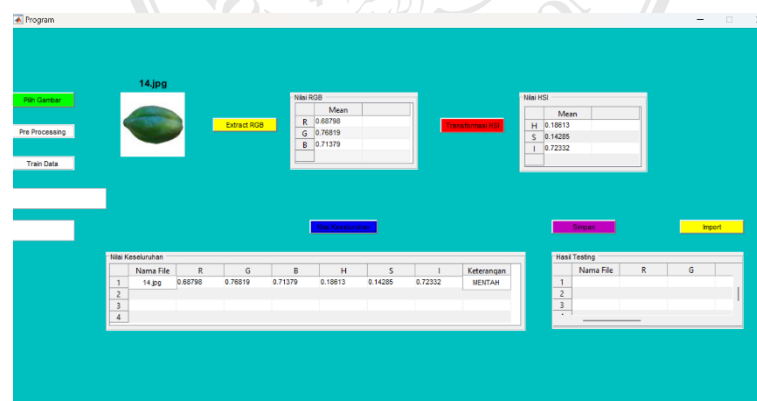 Program
14.jpg
Pilih Gambar
Pre Processing
Train Data
Extract RGB
Nilai RGB
Mean
R 0.68798
G 0.76819
B 0.71379
Transformasi HSI
Nilai HSI
Mean
H 0.18613
S 0.14285
I 0.72332
Nilai Keseluruhan
Simpan
Import
Nilai Keseluruhan
Nama File R G B H S I Keterangan
1 14.jpg 0.68798 0.76819 0.71379 0.18613 0.14285 0.72332 MENTAH
2
3
4
Hasil Testing
Nama File R G
1
2
3